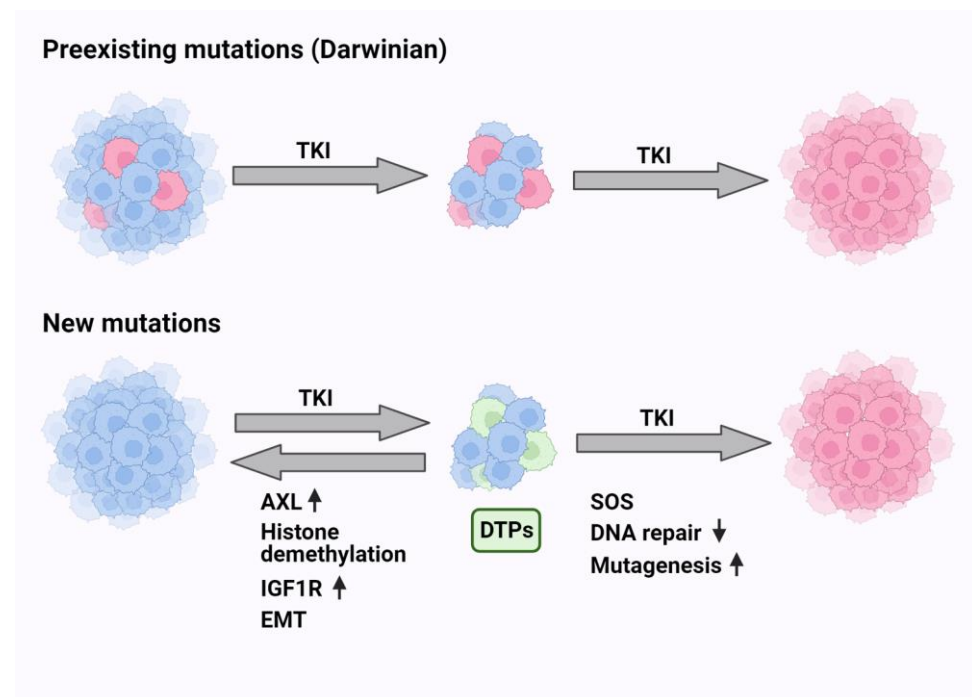 Preexisting mutations (Darwinian)
TKI
TKI
New mutations
TKI
TKI
AXL ↑
Histone
demethylation
IGF1R ↑
EMT
DTPs
SOS
DNA repair ↓
Mutagenesis ↑